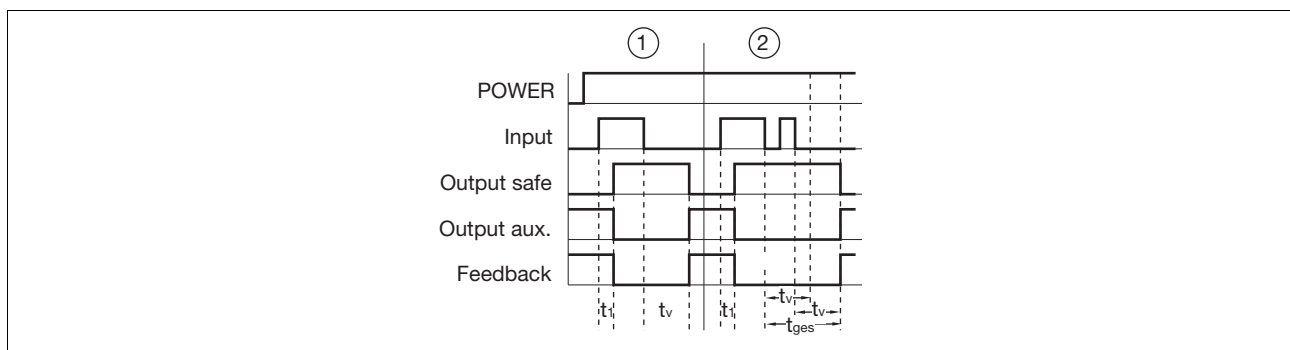 1 2
POWER
Input
Output safe
Output aux.
Feedback
t1 tv t1 tv
tv
tges